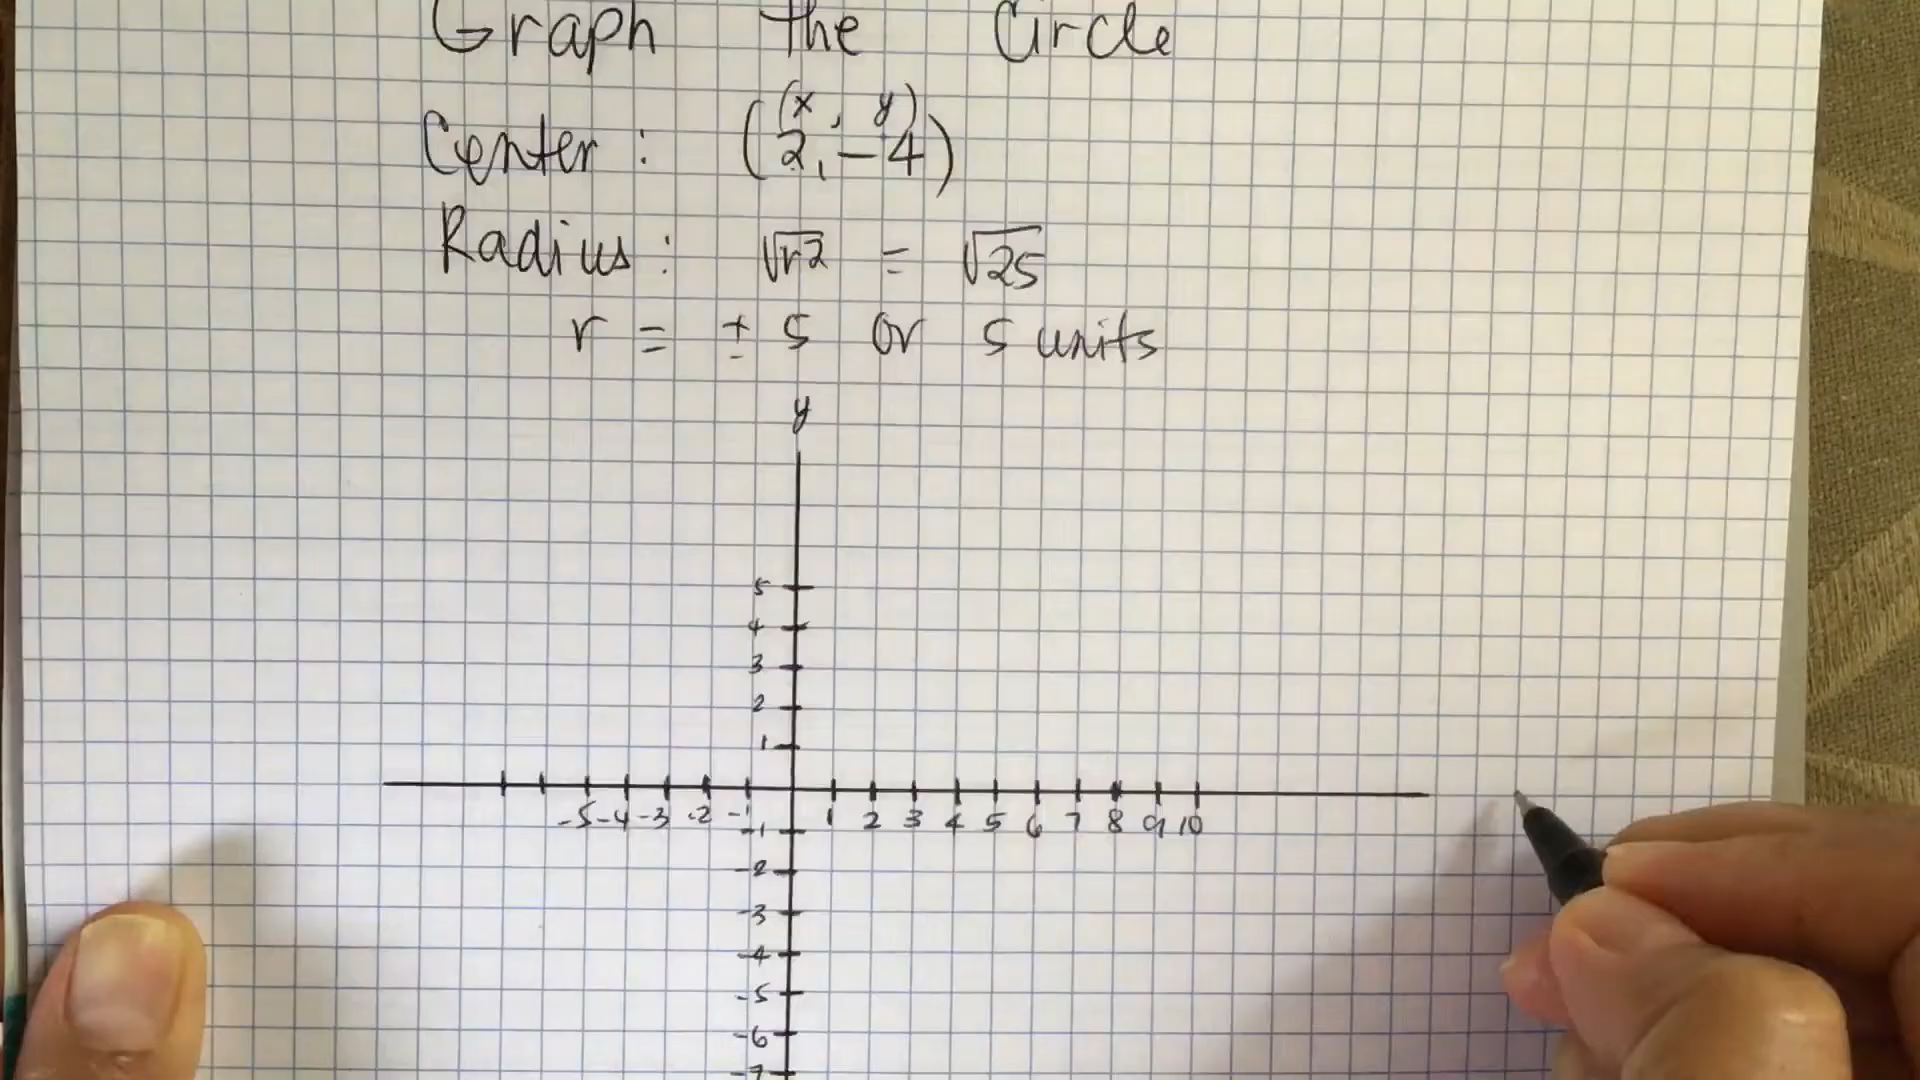 Graph the Circle
(x, y)
Center: (2, -4)
Radius: √r2 = √25
r = ± 5 or 5 units
y
5
4
3
2
1
-5 -4 -3 -2 -1 1 2 3 4 5 6 7 8 9 10
-1
-2
-3
-4
-5
-6
-7